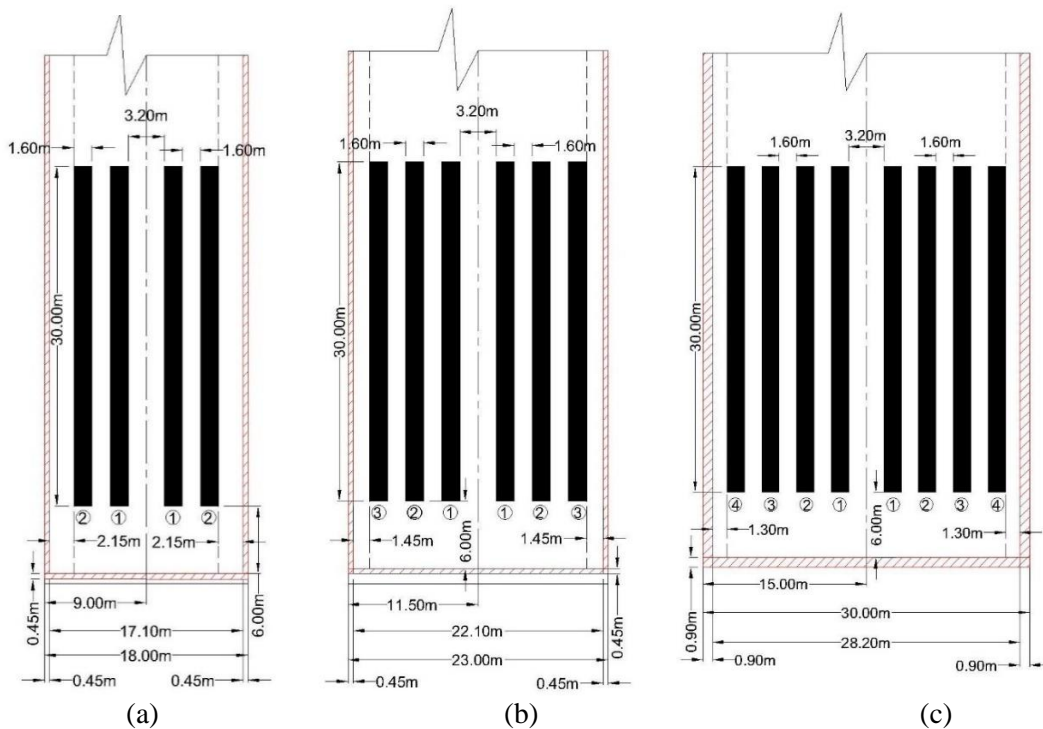 3.20m
1.60m
1.60m
30.00m
② ① ① ②
2.15m
2.15m
9.00m
0.45m
6.00m
17.10m
18.00m
0.45m
0.45m
(a)
3.20m
1.60m
1.60m
30.00m
③ ② ① ① ② ③
1.45m
6.00m
1.45m
11.50m
0.45m
22.10m
23.00m
0.45m
0.45m
(b)
3.20m
1.60m
1.60m
30.00m
④ ③ ② ① ① ② ③ ④
1.30m
6.00m
1.30m
15.00m
0.90m
30.00m
28.20m
0.90m
0.90m
(c)